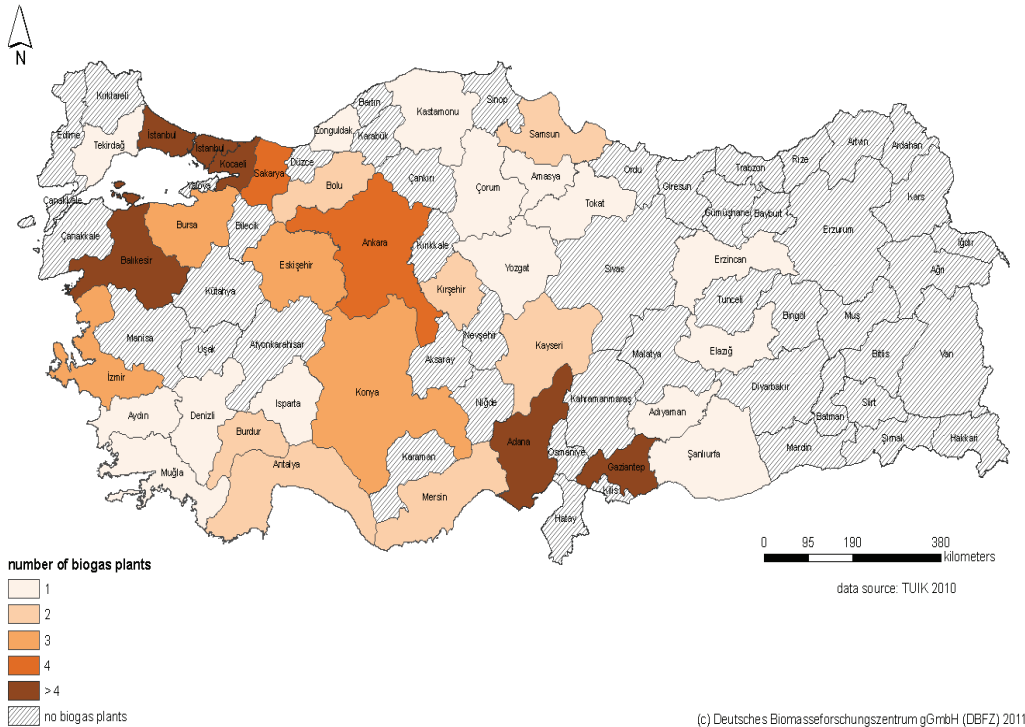 N
Kırklareli
Edirne
Tekirdağ
İstanbul
İstanbul
Kocaeli
Yalova
Sakarya
Düzce
Zonguldak
Bartın
Karabük
Kastamonu
Sinop
Samsun
Bolu
Çankırı
Çorum
Amasya
Tokat
Ordu
Giresun
Trabzon
Rize
Artvin
Ardahan
Kars
Gümüşhane
Bayburt
Erzurum
Iğdır
Ağrı
Çanakkale
Çanakkale
Balıkesir
Bursa
Bilecik
Eskişehir
Ankara
Kırıkkale
Kırşehir
Yozgat
Sivas
Erzincan
Tunceli
Bingöl
Muş
Kütahya
Manisa
Uşak
Afyonkarahisar
Nevşehir
Kayseri
Aksaray
Malatya
Elazığ
Bitlis
Van
İzmir
Konya
Niğde
Kahramanmaraş
Diyarbakır
Siirt
Batman
Aydın
Denizli
Isparta
Burdur
Adıyaman
Mardin
Şırnak
Hakkari
Muğla
Antalya
Karaman
Mersin
Adana
Osmaniye
Gaziantep
Kilis
Şanlıurfa
Hatay
0 95 190 380
kilometers
data source: TUIK 2010
number of biogas plants
1
2
3
4
> 4
no biogas plants
(c) Deutsches Biomasseforschungszentrum gGmbH (DBFZ) 2011